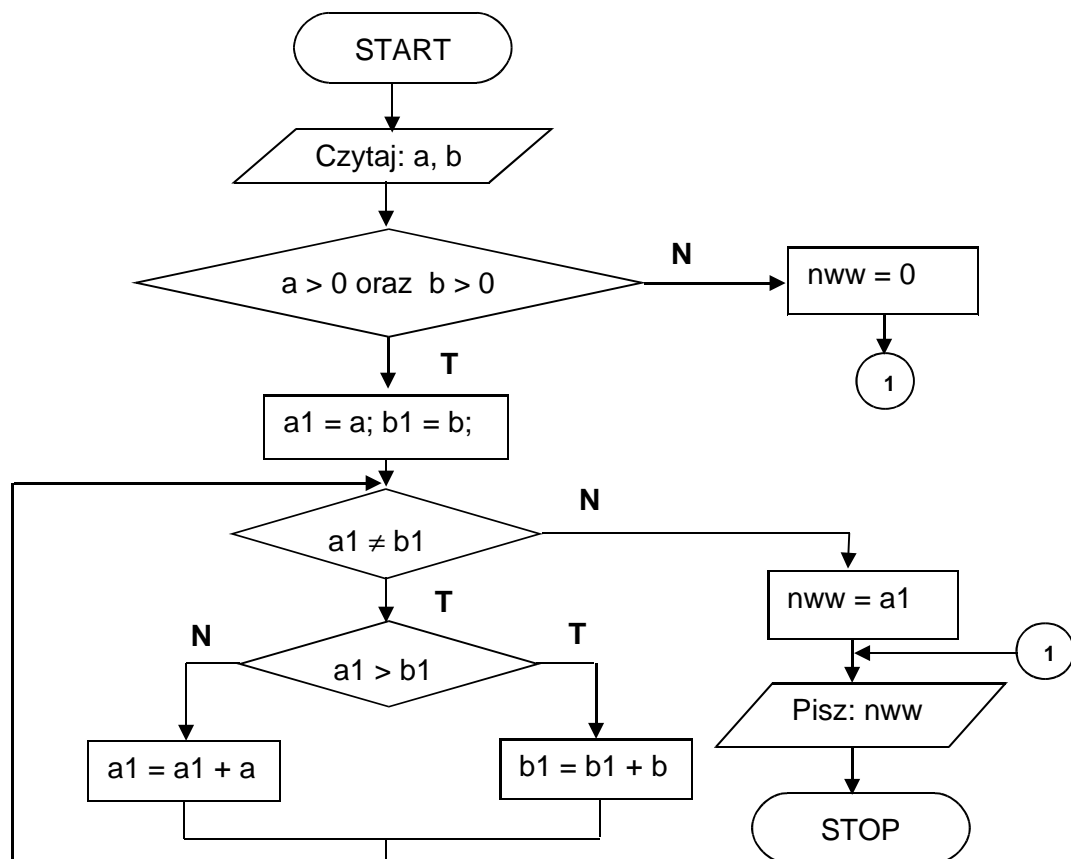 START
Czytaj: a, b
a > 0 oraz b > 0
N
nww = 0
T
1
a1 = a; b1 = b;
N
a1 ≠ b1
nww = a1
T
N
T
a1 > b1
1
Pisz: nww
a1 = a1 + a
b1 = b1 + b
STOP